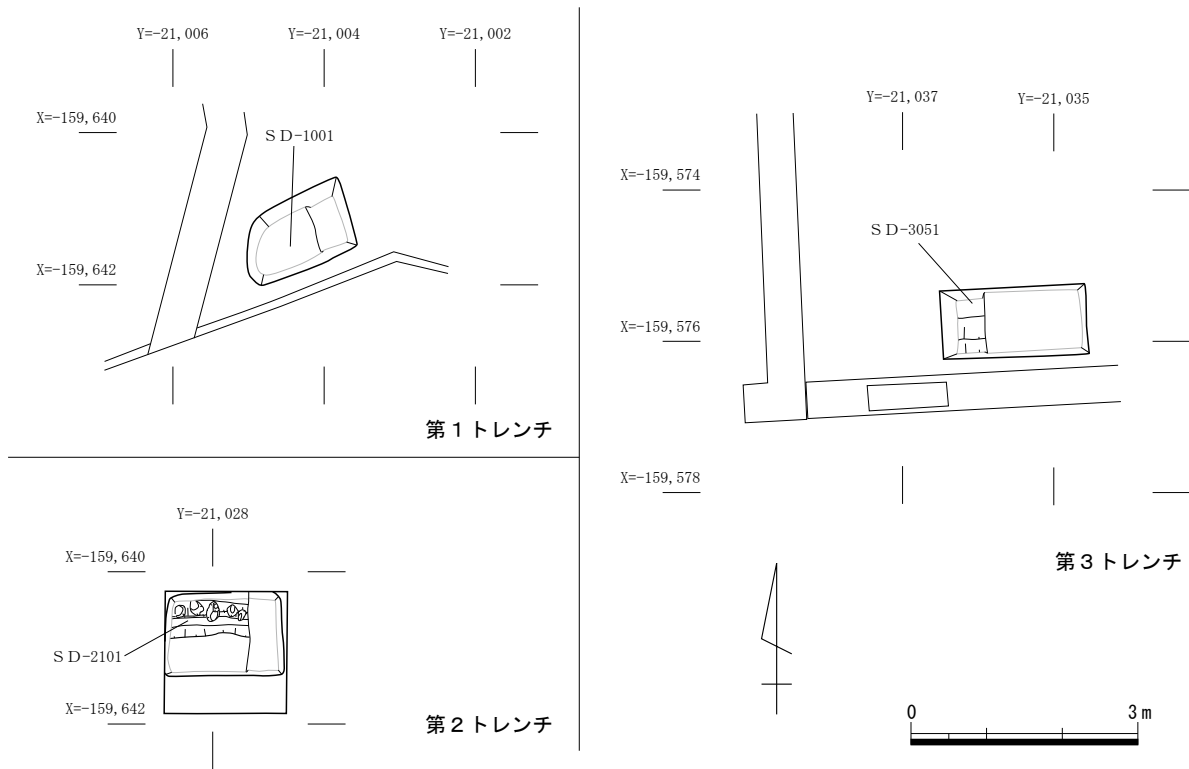 Y=-21,006
Y=-21,004
Y=-21,002
X=-159,640
ＳＤ-1001
X=-159,642
第１トレンチ
Y=-21,028
X=-159,640
ＳＤ-2101
X=-159,642
第２トレンチ
Y=-21,037
Y=-21,035
X=-159,574
ＳＤ-3051
X=-159,576
X=-159,578
第３トレンチ
0 3m